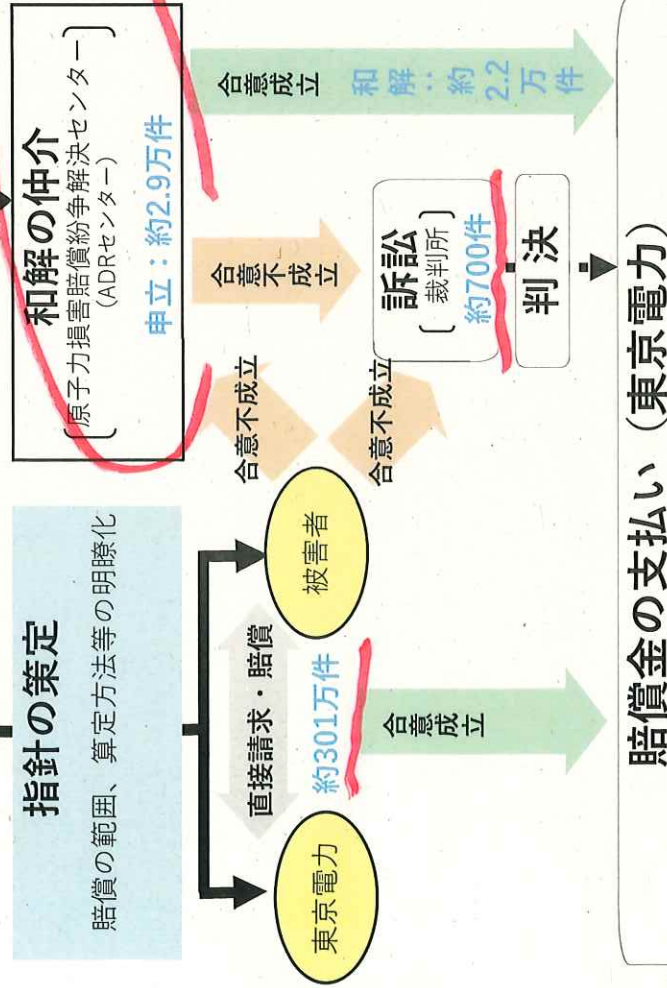 指針の策定
賠償の範囲、算定方法等の明瞭化
和解の仲介
〔原子力損害賠償紛争解決センター〕
(ADRセンター)
申立：約2.9万件
東京電力
直接請求・賠償
約301万件
被害者
合意不成立
合意不成立
合意不成立
合意成立
訴訟
〔裁判所〕
約700件
判決
合意成立
和解：約2.2万件
賠償金の支払い（東京電力）